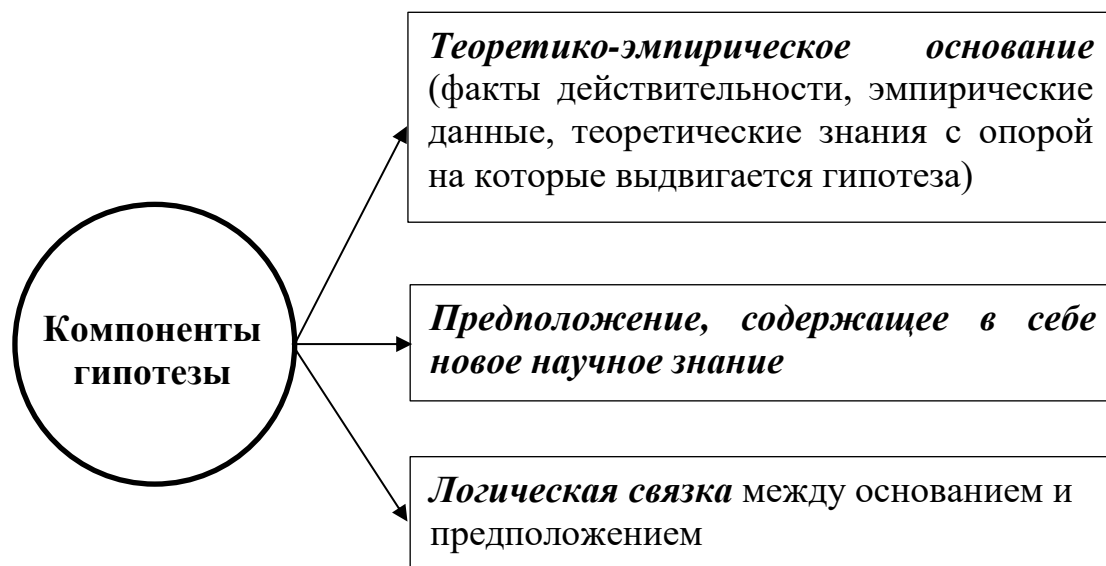 Теоретико-эмпирическое основание
(факты действительности, эмпирические
данные, теоретические знания с опорой
на которые выдвигается гипотеза)
Компоненты
гипотезы
Предположение, содержащее в себе
новое научное знание
Логическая связка между основанием и
предположением